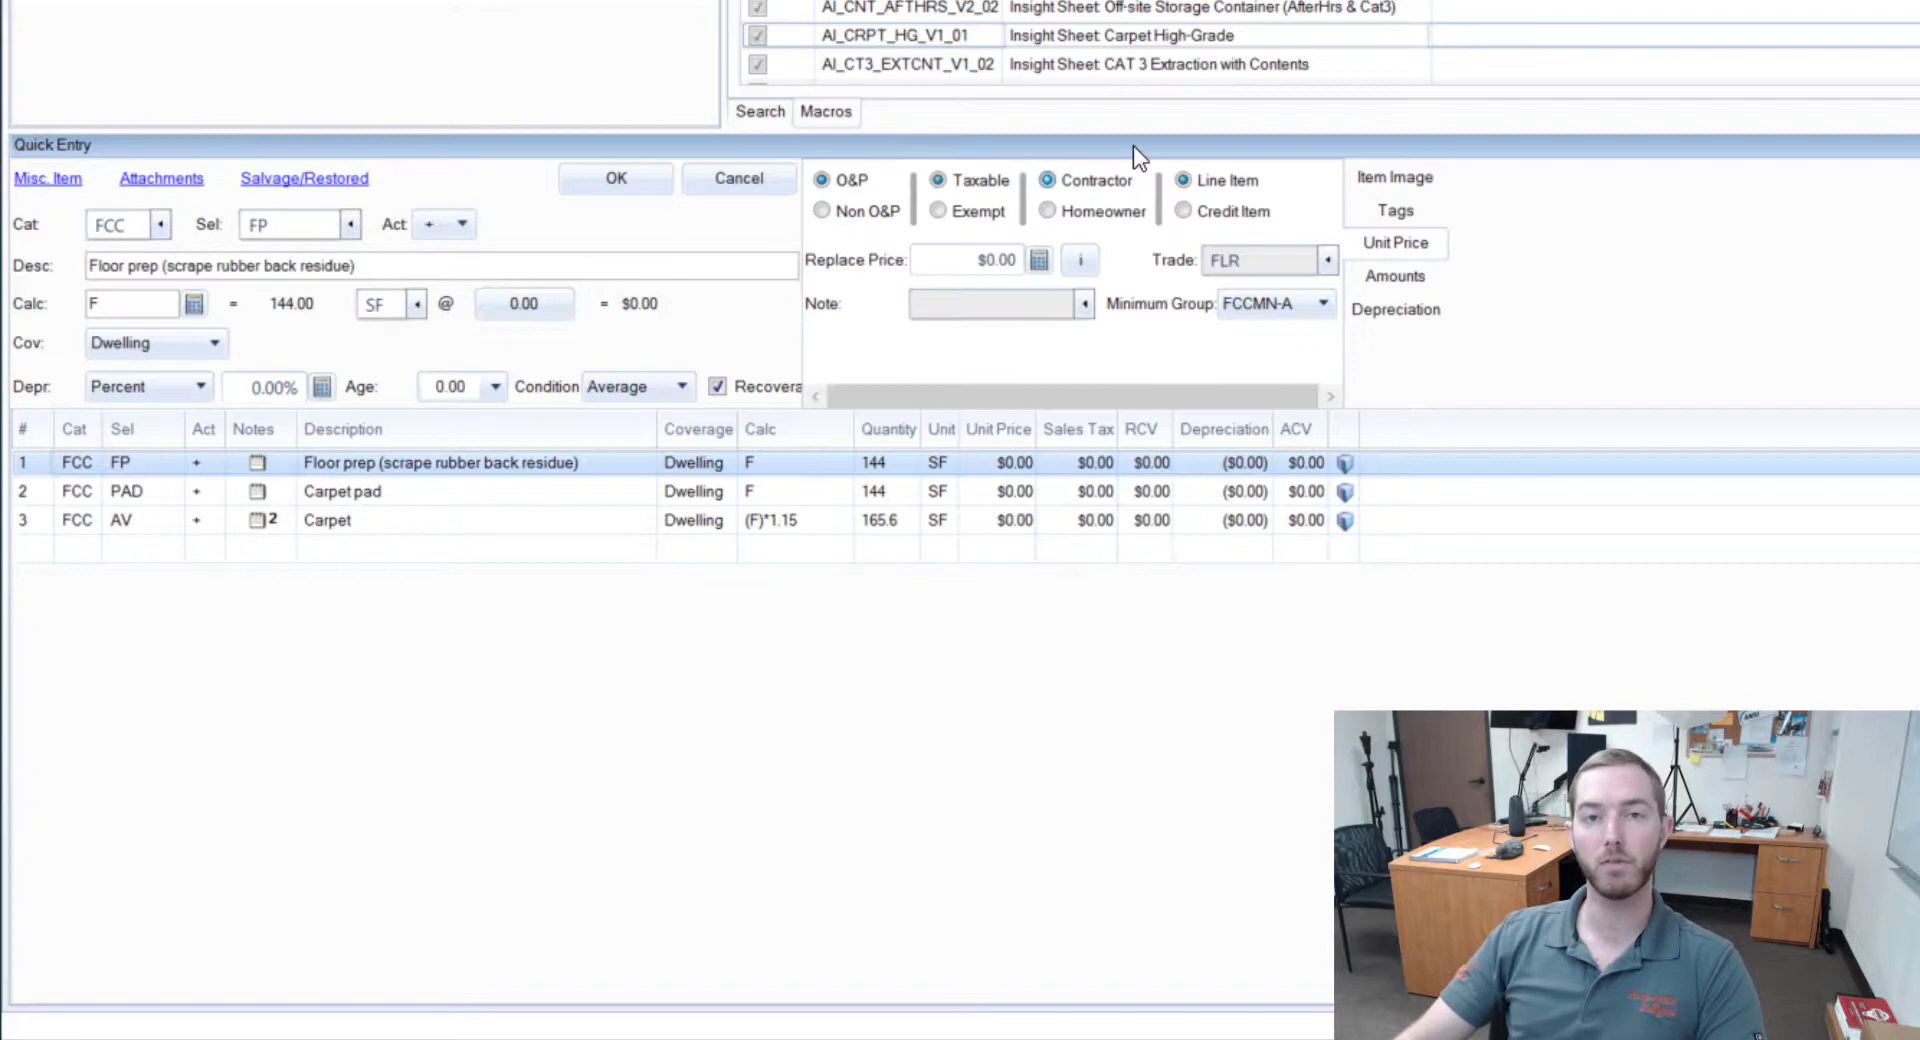 AI_CNT_AFTHRS_V2_02 Insight Sheet: Off-site Storage Container (AfterHrs & Cat3)
AI_CRPT_HG_V1_01 Insight Sheet: Carpet High-Grade
AI_CT3_EXTCNT_V1_02 Insight Sheet: CAT 3 Extraction with Contents
Search Macros
Quick Entry
Misc. Item Attachments Salvage/Restored OK Cancel
O&P Taxable Contractor Line Item
Non O&P Exempt Homeowner Credit Item
Item Image
Tags
Unit Price
Amounts
Depreciation
Cat: FCC Sel: FP Act: +
Desc: Floor prep (scrape rubber back residue)
Replace Price: $0.00 i Trade: FLR
Calc: F = 144.00 SF @ 0.00 = $0.00
Note: Minimum Group: FCCMN-A
Cov: Dwelling
Depr: Percent 0.00% Age: 0.00 Condition Average Recovera
# Cat Sel Act Notes Description Coverage Calc Quantity Unit Unit Price Sales Tax RCV Depreciation ACV
1 FCC FP + Floor prep (scrape rubber back residue) Dwelling F 144 SF $0.00 $0.00 $0.00 ($0.00) $0.00
2 FCC PAD + Carpet pad Dwelling F 144 SF $0.00 $0.00 $0.00 ($0.00) $0.00
3 FCC AV + 2 Carpet Dwelling (F)*1.15 165.6 SF $0.00 $0.00 $0.00 ($0.00) $0.00
ANSI